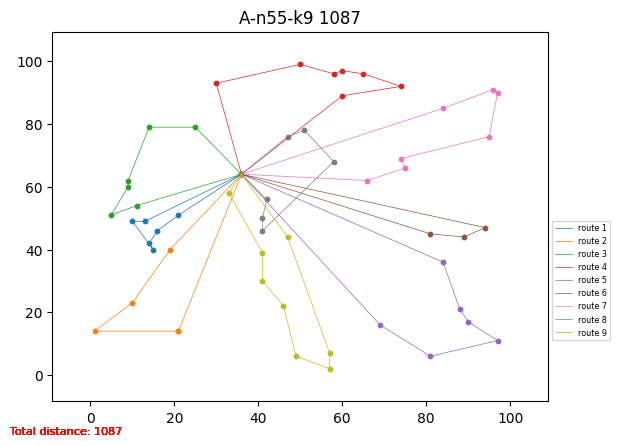 A-n55-k9 1087
100
80
60
40
20
0
0 20 40 60 80 100
route 1
route 2
route 3
route 4
route 5
route 6
route 7
route 8
route 9
Total distance: 1087